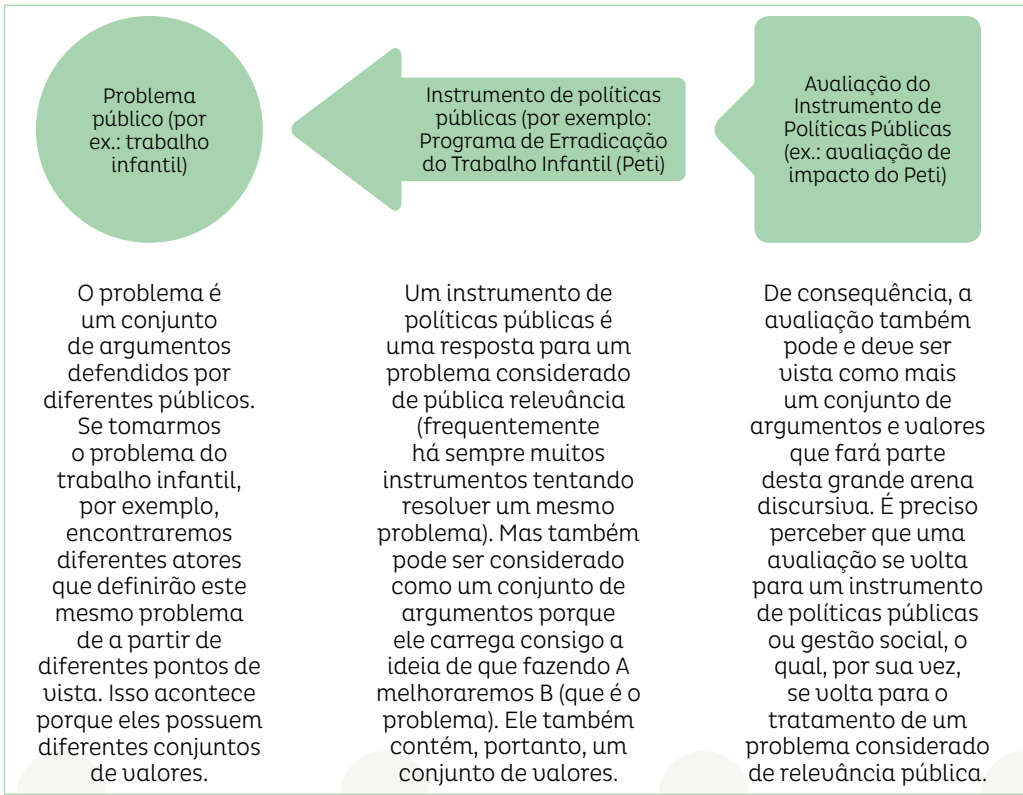 Problema
público (por
ex.: trabalho
infantil)
Instrumento de políticas
públicas (por exemplo:
Programa de Erradicação
do Trabalho Infantil (Peti)
Avaliação do
Instrumento de
Políticas Públicas
(ex.: avaliação de
impacto do Peti)
O problema é
um conjunto
de argumentos
defendidos por
diferentes públicos.
Se tomarmos
o problema do
trabalho infantil,
por exemplo,
encontraremos
diferentes atores
que definirão este
mesmo problema
de a partir de
diferentes pontos de
vista. Isso acontece
porque eles possuem
diferentes conjuntos
de valores.
Um instrumento de
políticas públicas é
uma resposta para um
problema considerado
de pública relevância
(frequentemente
há sempre muitos
instrumentos tentando
resolver um mesmo
problema). Mas também
pode ser considerado
como um conjunto de
argumentos porque
ele carrega consigo a
ideia de que fazendo A
melhoraremos B (que é o
problema). Ele também
contém, portanto, um
conjunto de valores.
De consequência, a
avaliação também
pode e deve ser
vista como mais
um conjunto de
argumentos e valores
que fará parte
desta grande arena
discursiva. É preciso
perceber que uma
avaliação se volta
para um instrumento
de políticas públicas
ou gestão social, o
qual, por sua vez,
se volta para o
tratamento de um
problema considerado
de relevância pública.